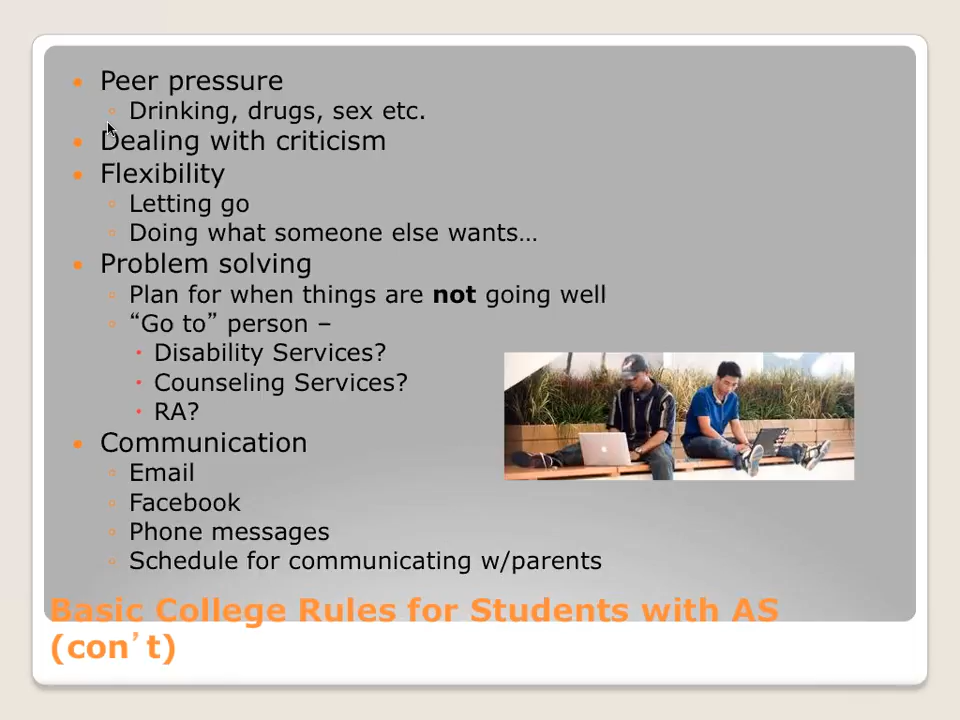 Peer pressure
Drinking, drugs, sex etc.
Dealing with criticism
Flexibility
Letting go
Doing what someone else wants…
Problem solving
Plan for when things are not going well
“Go to” person –
Disability Services?
Counseling Services?
RA?
Communication
Email
Facebook
Phone messages
Schedule for communicating w/parents
Basic College Rules for Students with AS
(con’t)